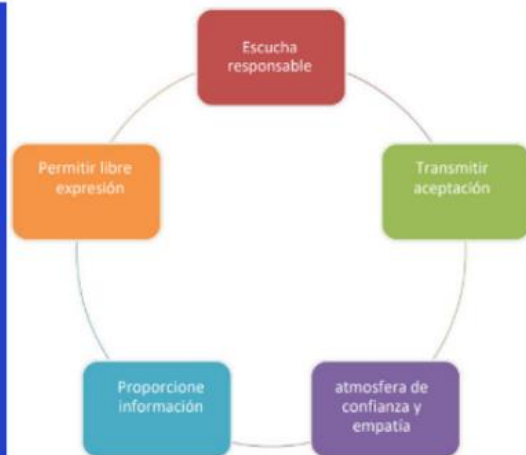 Escucha
responsable
Transmitir
aceptación
atmosfera de
confianza y
empatía
Proporcione
información
Permitir libre
expresión